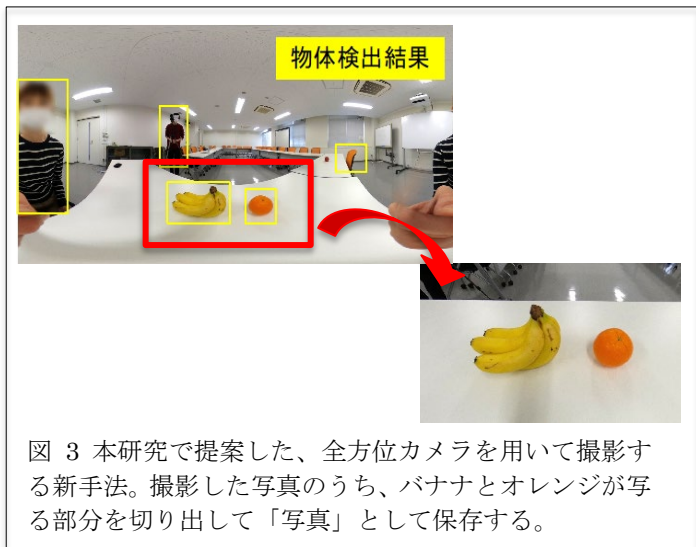 物体検出結果
図 3 本研究で提案した、全方位カメラを用いて撮影す
る新手法。撮影した写真のうち、バナナとオレンジが写
る部分を切り出して「写真」として保存する。